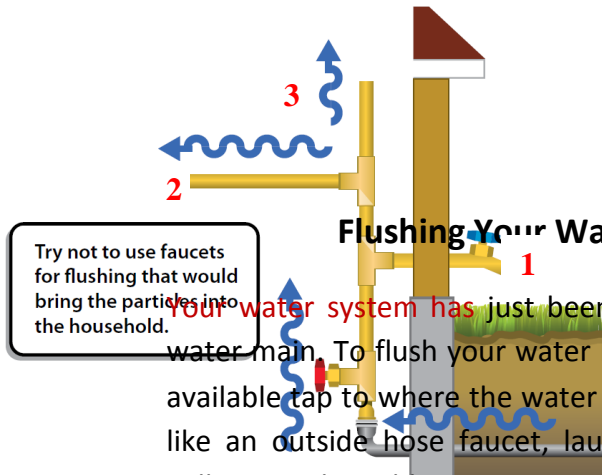 3
2
Flushing Your Wa
1
Try not to use faucets
for flushing that would
bring the particles into
the household.
Your water system has just been
water main. To flush your water
available tap to where the water
like an outside hose faucet, lau